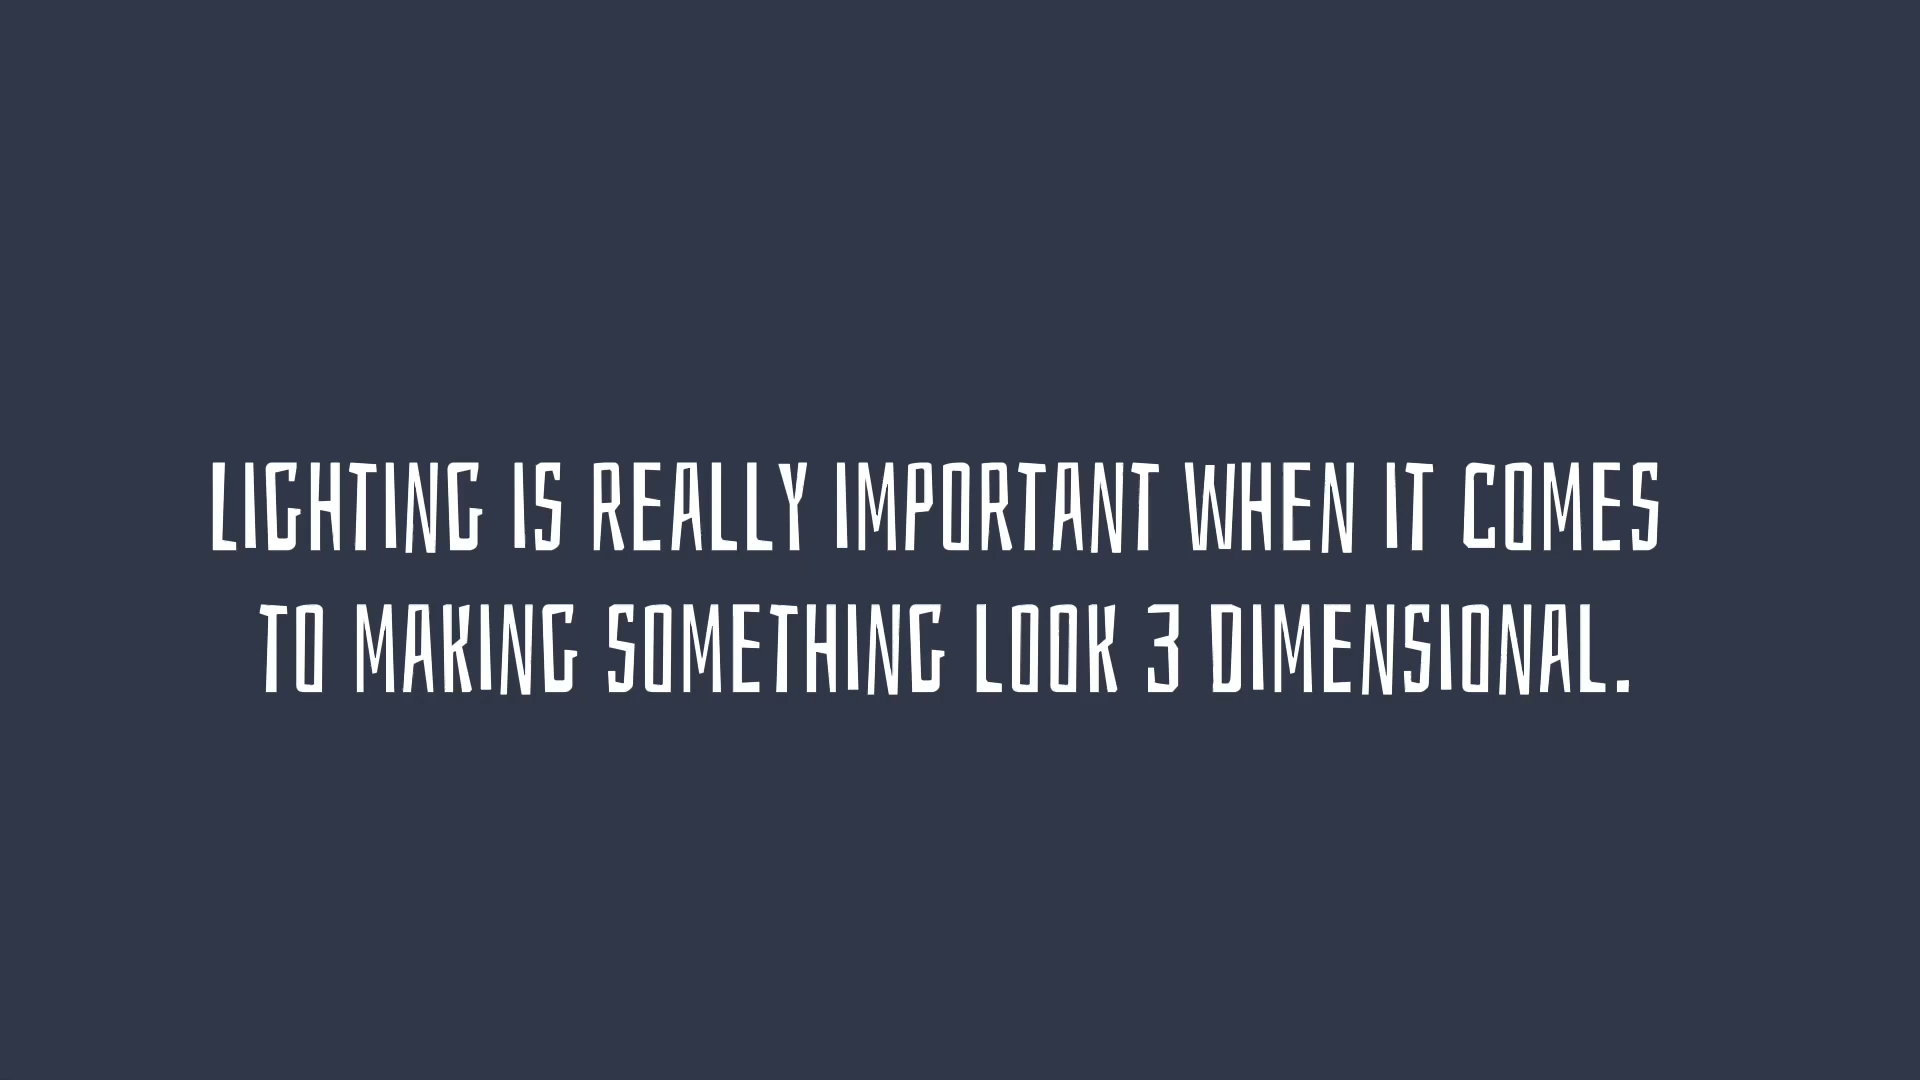 LIGHTING IS REALLY IMPORTANT WHEN IT COMES
TO MAKING SOMETHING LOOK 3 DIMENSIONAL.